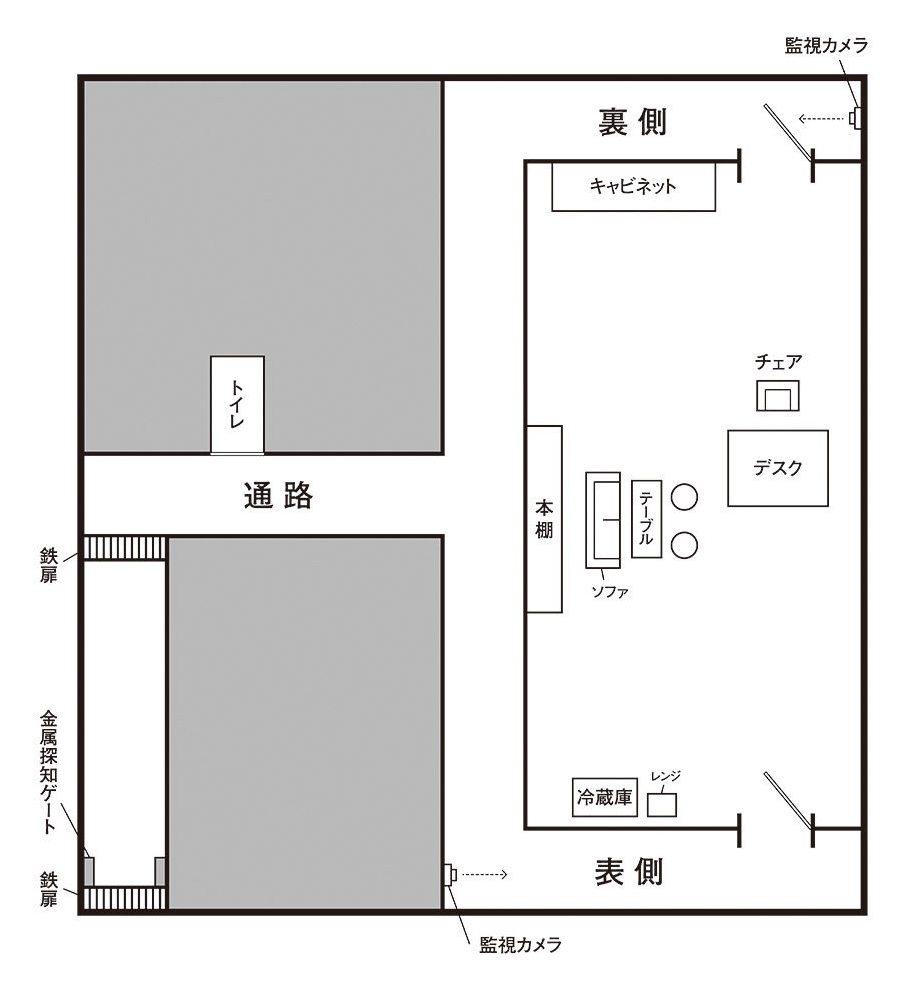 監視カメラ
裏側
キャビネット
チェア
トイレ
デスク
通路
本棚
テーブル
鉄扉
ソファ
金属探知ゲート
レンジ
冷蔵庫
鉄扉
表側
監視カメラ